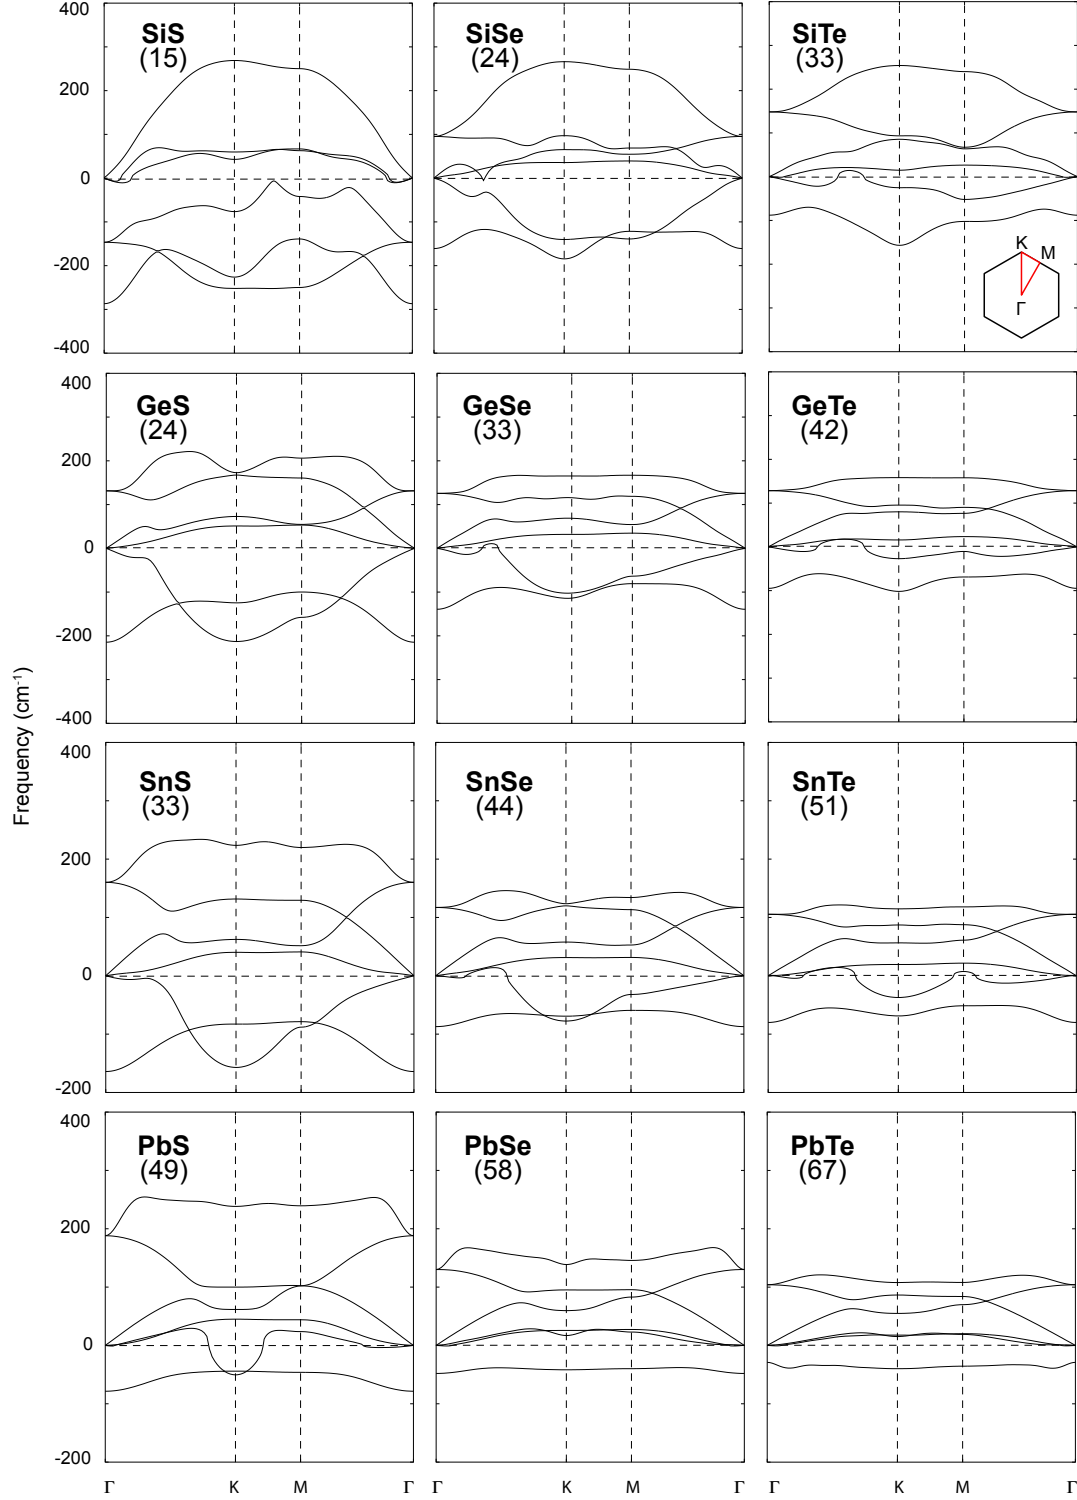 400
200
0
-200
-400
SiS
(15)
SiSe
(24)
SiTe
(33)
K
M
Γ
400
200
0
-200
-400
GeS
(24)
GeSe
(33)
GeTe
(42)
Frequency (cm⁻¹)
400
200
0
-200
SnS
(33)
SnSe
(44)
SnTe
(51)
400
200
0
-200
PbS
(49)
PbSe
(58)
PbTe
(67)
Γ K M Γ K M Γ Γ K M Γ